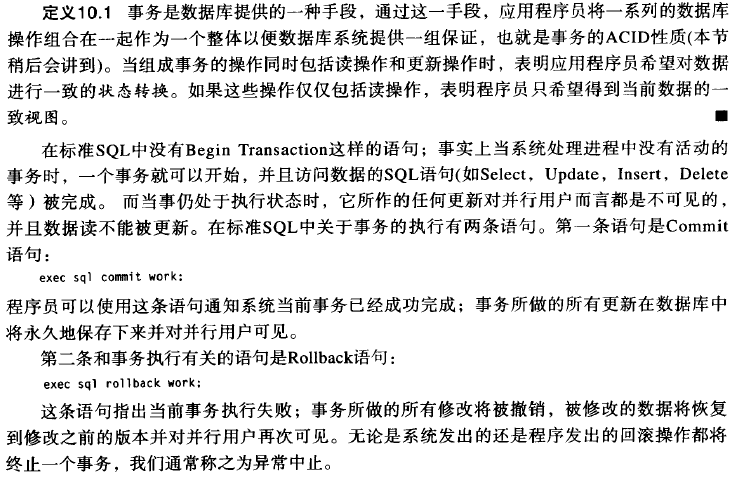 定义10.1 事务是数据库提供的一种手段，通过这一手段，应用程序员将一系列的数据库
操作组合在一起作为一个整体以便数据库系统提供一组保证，也就是事务的ACID性质(本节
稍后会讲到)。当组成事务的操作同时包括读操作和更新操作时，表明应用程序员希望对数据
进行一致的状态转换。如果这些操作仅仅包括读操作，表明程序员只希望得到当前数据的一
致视图。 ■
在标准SQL中没有Begin Transaction这样的语句；事实上当系统处理进程中没有活动的
事务时，一个事务就可以开始，并且访问数据的SQL语句(如Select，Update，Insert，Delete
等）被完成。 而当事仍处于执行状态时，它所作的任何更新对并行用户而言都是不可见的，
并且数据读不能被更新。在标准SQL中关于事务的执行有两条语句。第一条语句是Commit
语句：
exec sql commit work;
程序员可以使用这条语句通知系统当前事务已经成功完成；事务所做的所有更新在数据库中
将永久地保存下来并对并行用户可见。
第二条和事务执行有关的语句是Rollback语句：
exec sql rollback work;
这条语句指出当前事务执行失败；事务所做的所有修改将被撤销，被修改的数据将恢复
到修改之前的版本并对并行用户再次可见。无论是系统发出的还是程序发出的回滚操作都将
终止一个事务，我们通常称之为异常中止。